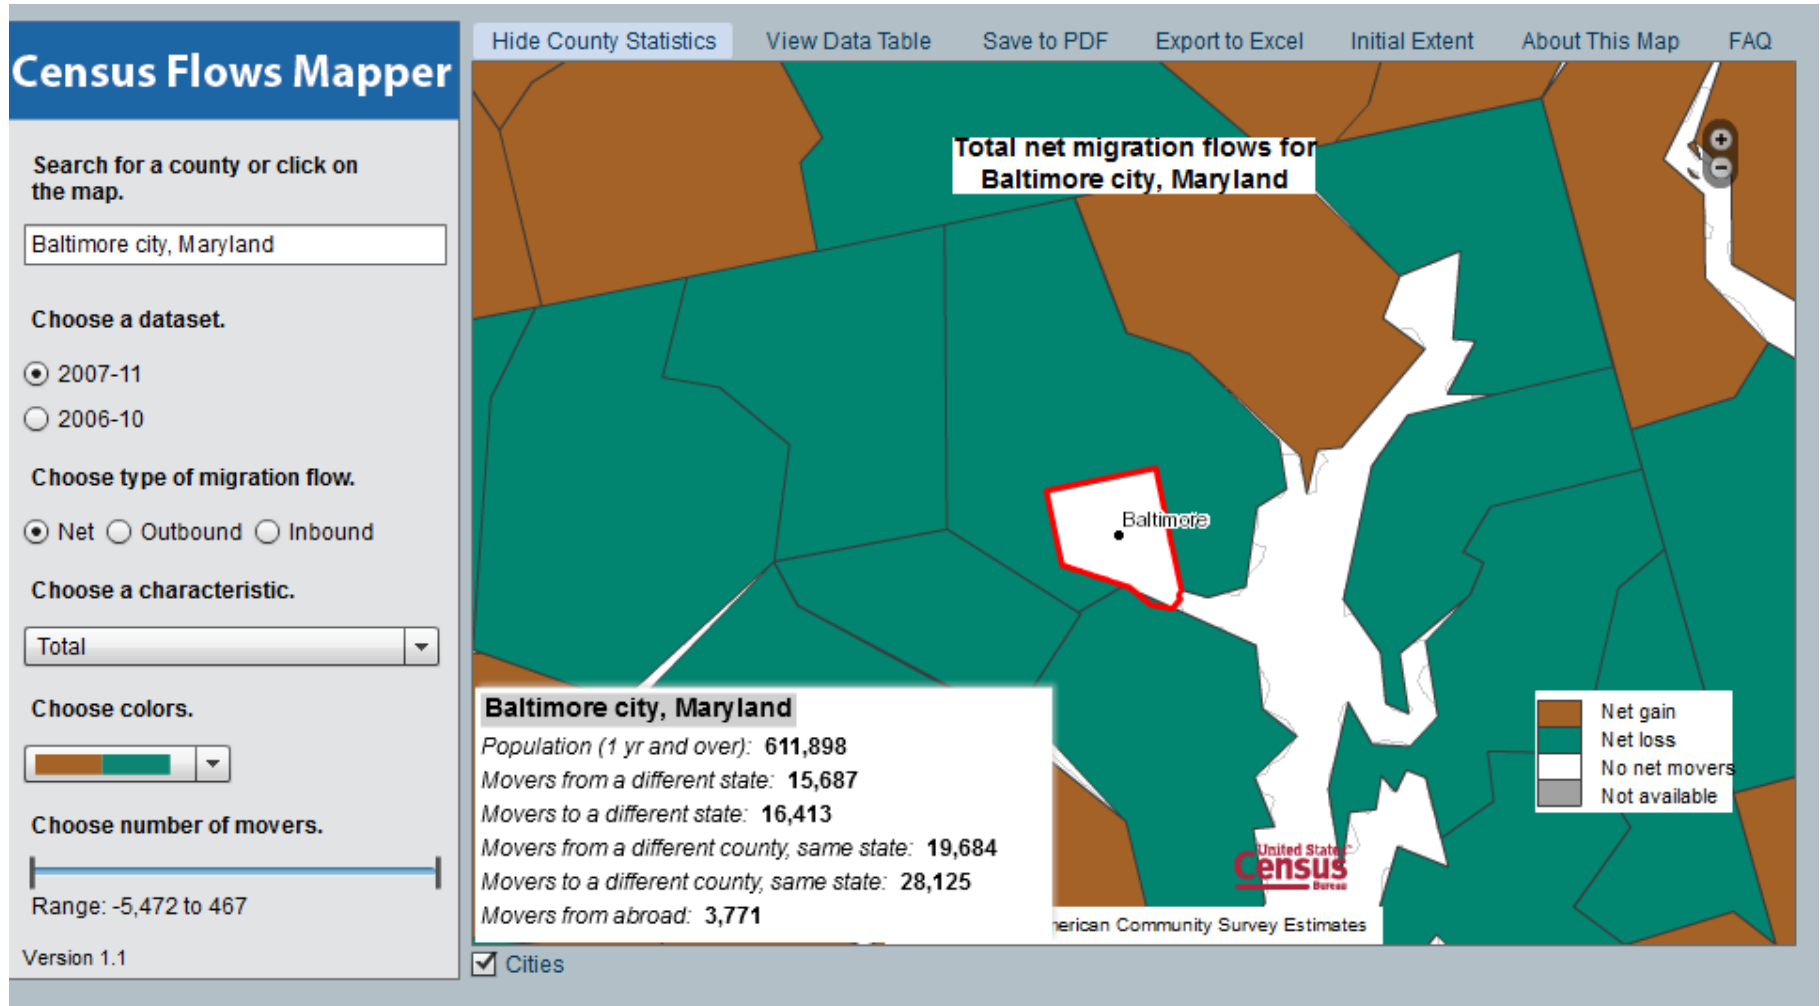 Census Flows Mapper
Search for a county or click on
the map.
Baltimore city, Maryland
Choose a dataset.
2007-11
2006-10
Choose type of migration flow.
Net Outbound Inbound
Choose a characteristic.
Total
Choose colors.
Choose number of movers.
Range: -5,472 to 467
Version 1.1
Hide County Statistics View Data Table Save to PDF Export to Excel Initial Extent About This Map FAQ
Total net migration flows for
Baltimore city, Maryland
Baltimore
Baltimore city, Maryland
Population (1 yr and over): 611,898
Movers from a different state: 15,687
Movers to a different state: 16,413
Movers from a different county, same state: 19,684
Movers to a different county, same state: 28,125
Movers from abroad: 3,771
Net gain
Net loss
No net movers
Not available
United States
Census
Bureau
Community Survey Estimates
Cities